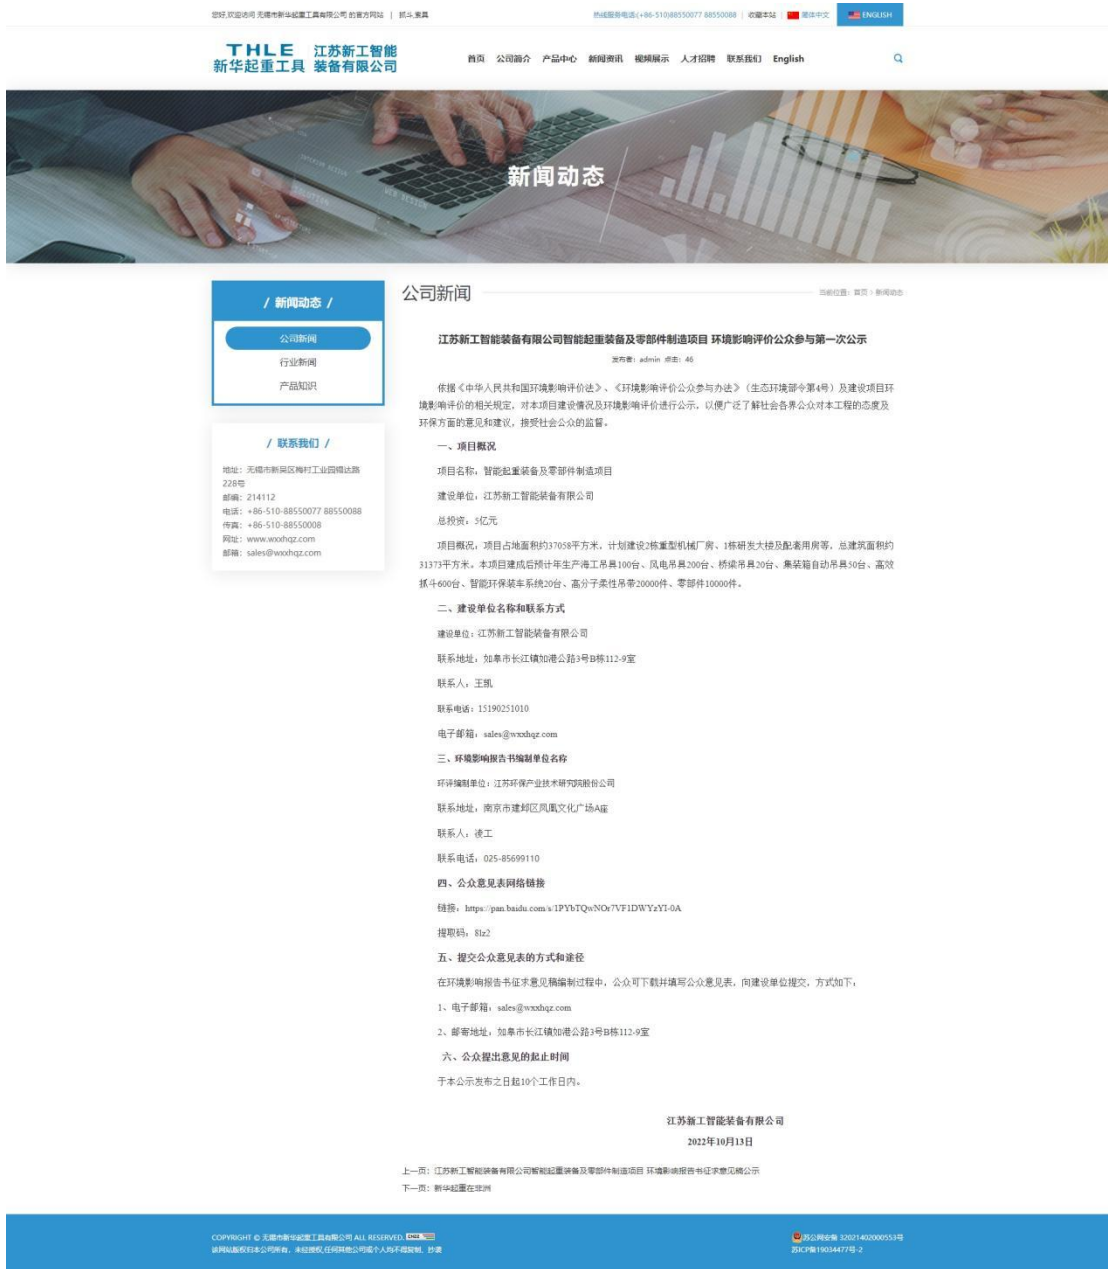 您好,欢迎访问 无锡市新华起重工具有限公司 的官方网站 | 抓斗,索具
热线服务电话:(+86-510)88550077 88550088 | 收藏本站 | 简体中文 ENGLISH
THLE 江苏新工智能
新华起重工具 装备有限公司
首页 公司简介 产品中心 新闻资讯 视频展示 人才招聘 联系我们 English
新闻动态
/ 新闻动态 /
公司新闻
行业新闻
产品知识
/ 联系我们 /
地址：无锡市新吴区梅村工业园锡达路
228号
邮编：214112
电话：+86-510-88550077 88550088
传真：+86-510-88550008
网址：www.wxxhqz.com
邮箱：sales@wxxhqz.com
公司新闻
当前位置：首页 > 新闻动态
江苏新工智能装备有限公司智能起重装备及零部件制造项目 环境影响评价公众参与第一次公示
发布者：admin 点击：46
依据《中华人民共和国环境影响评价法》、《环境影响评价公众参与办法》（生态环境部令第4号）及建设项目环
境影响评价的相关规定，对本项目建设情况及环境影响评价进行公示，以便广泛了解社会各界公众对本工程的态度及
环保方面的意见和建议，接受社会公众的监督。
一、项目概况
项目名称：智能起重装备及零部件制造项目
建设单位：江苏新工智能装备有限公司
总投资：5亿元
项目概况：项目占地面积约37058平方米，计划建设2栋重型机械厂房、1栋研发大楼及配套用房等，总建筑面积约
31373平方米。本项目建成后预计年生产海工吊具100台、风电吊具200台、桥梁吊具20台、集装箱自动吊具50台、高效
抓斗600台、智能环保装车系统20台、高分子柔性吊带20000件、零部件10000件。
二、建设单位名称和联系方式
建设单位：江苏新工智能装备有限公司
联系地址：如皋市长江镇如港公路3号B栋112-9室
联系人：王凯
联系电话：15190251010
电子邮箱：sales@wxxhqz.com
三、环境影响报告书编制单位名称
环评编制单位：江苏环保产业技术研究院股份公司
联系地址：南京市建邺区凤凰文化广场A座
联系人：凌工
联系电话：025-85699110
四、公众意见表网络链接
链接：https://pan.baidu.com/s/1PYbTQwNOr7VF1DWYzYI-0A
提取码：8lz2
五、提交公众意见表的方式和途径
在环境影响报告书征求意见稿编制过程中，公众可下载并填写公众意见表，向建设单位提交，方式如下：
1、电子邮箱：sales@wxxhqz.com
2、邮寄地址：如皋市长江镇如港公路3号B栋112-9室
六、公众提出意见的起止时间
于本公示发布之日起10个工作日内。
江苏新工智能装备有限公司
2022年10月13日
上一页：江苏新工智能装备有限公司智能起重装备及零部件制造项目 环境影响报告书征求意见稿公示
下一页：新华起重在非洲
COPYRIGHT © 无锡市新华起重工具有限公司 ALL RESERVED.
该网站版权归本公司所有，未经授权,任何其他公司或个人均不得复制、抄袭
苏公网安备 32021402000553号
苏ICP备19034477号-2